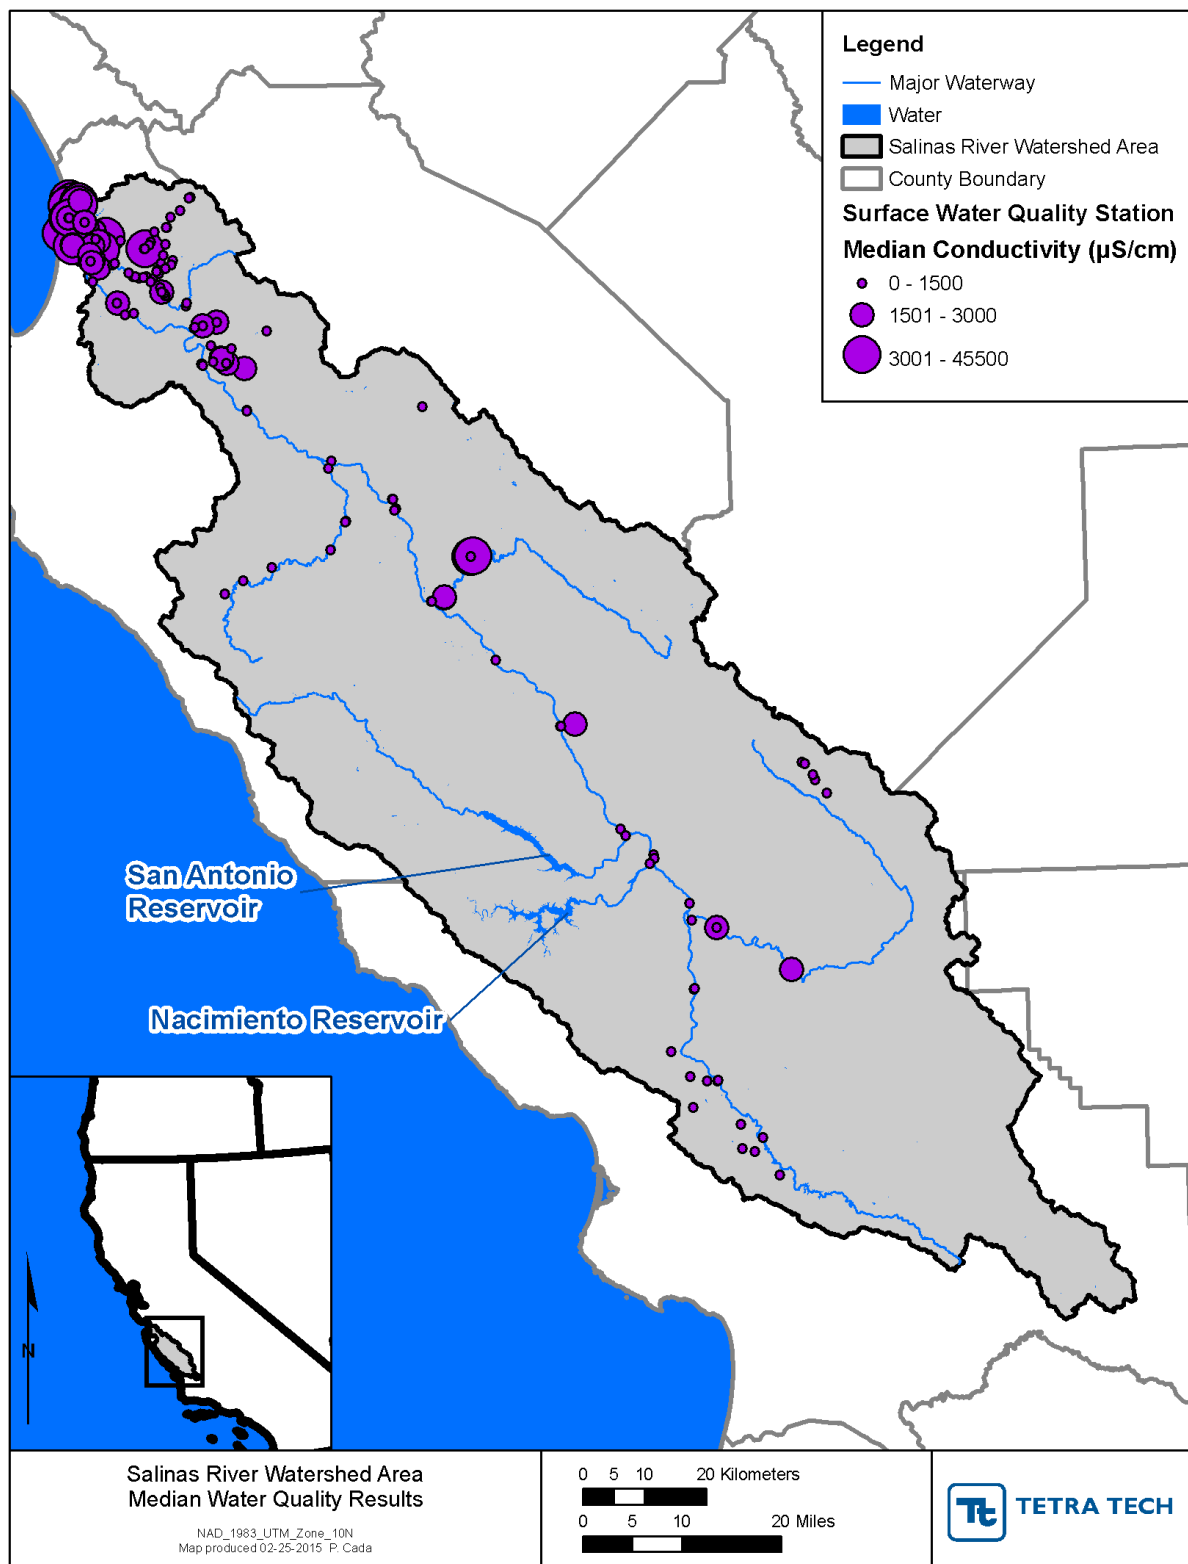 Legend
Major Waterway
Water
Salinas River Watershed Area
County Boundary
Surface Water Quality Station
Median Conductivity (µS/cm)
0 - 1500
1501 - 3000
3001 - 45500
San Antonio
Reservoir
Nacimiento Reservoir
N
Salinas River Watershed Area
Median Water Quality Results
NAD_1983_UTM_Zone_10N
Map produced 02-25-2015 P. Cada
0 5 10 20 Kilometers
0 5 10 20 Miles
Tt TETRA TECH